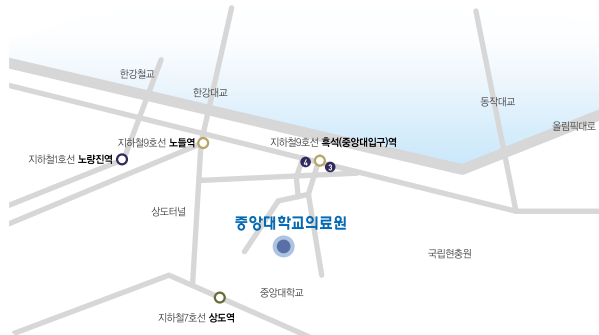 한강철교
한강대교
동작대교
올림픽대로
지하철9호선 노들역
지하철9호선 흑석(중앙대입구)역
지하철1호선 노량진역
4
3
상도터널
중앙대학교의료원
국립현충원
중앙대학교
지하철7호선 상도역